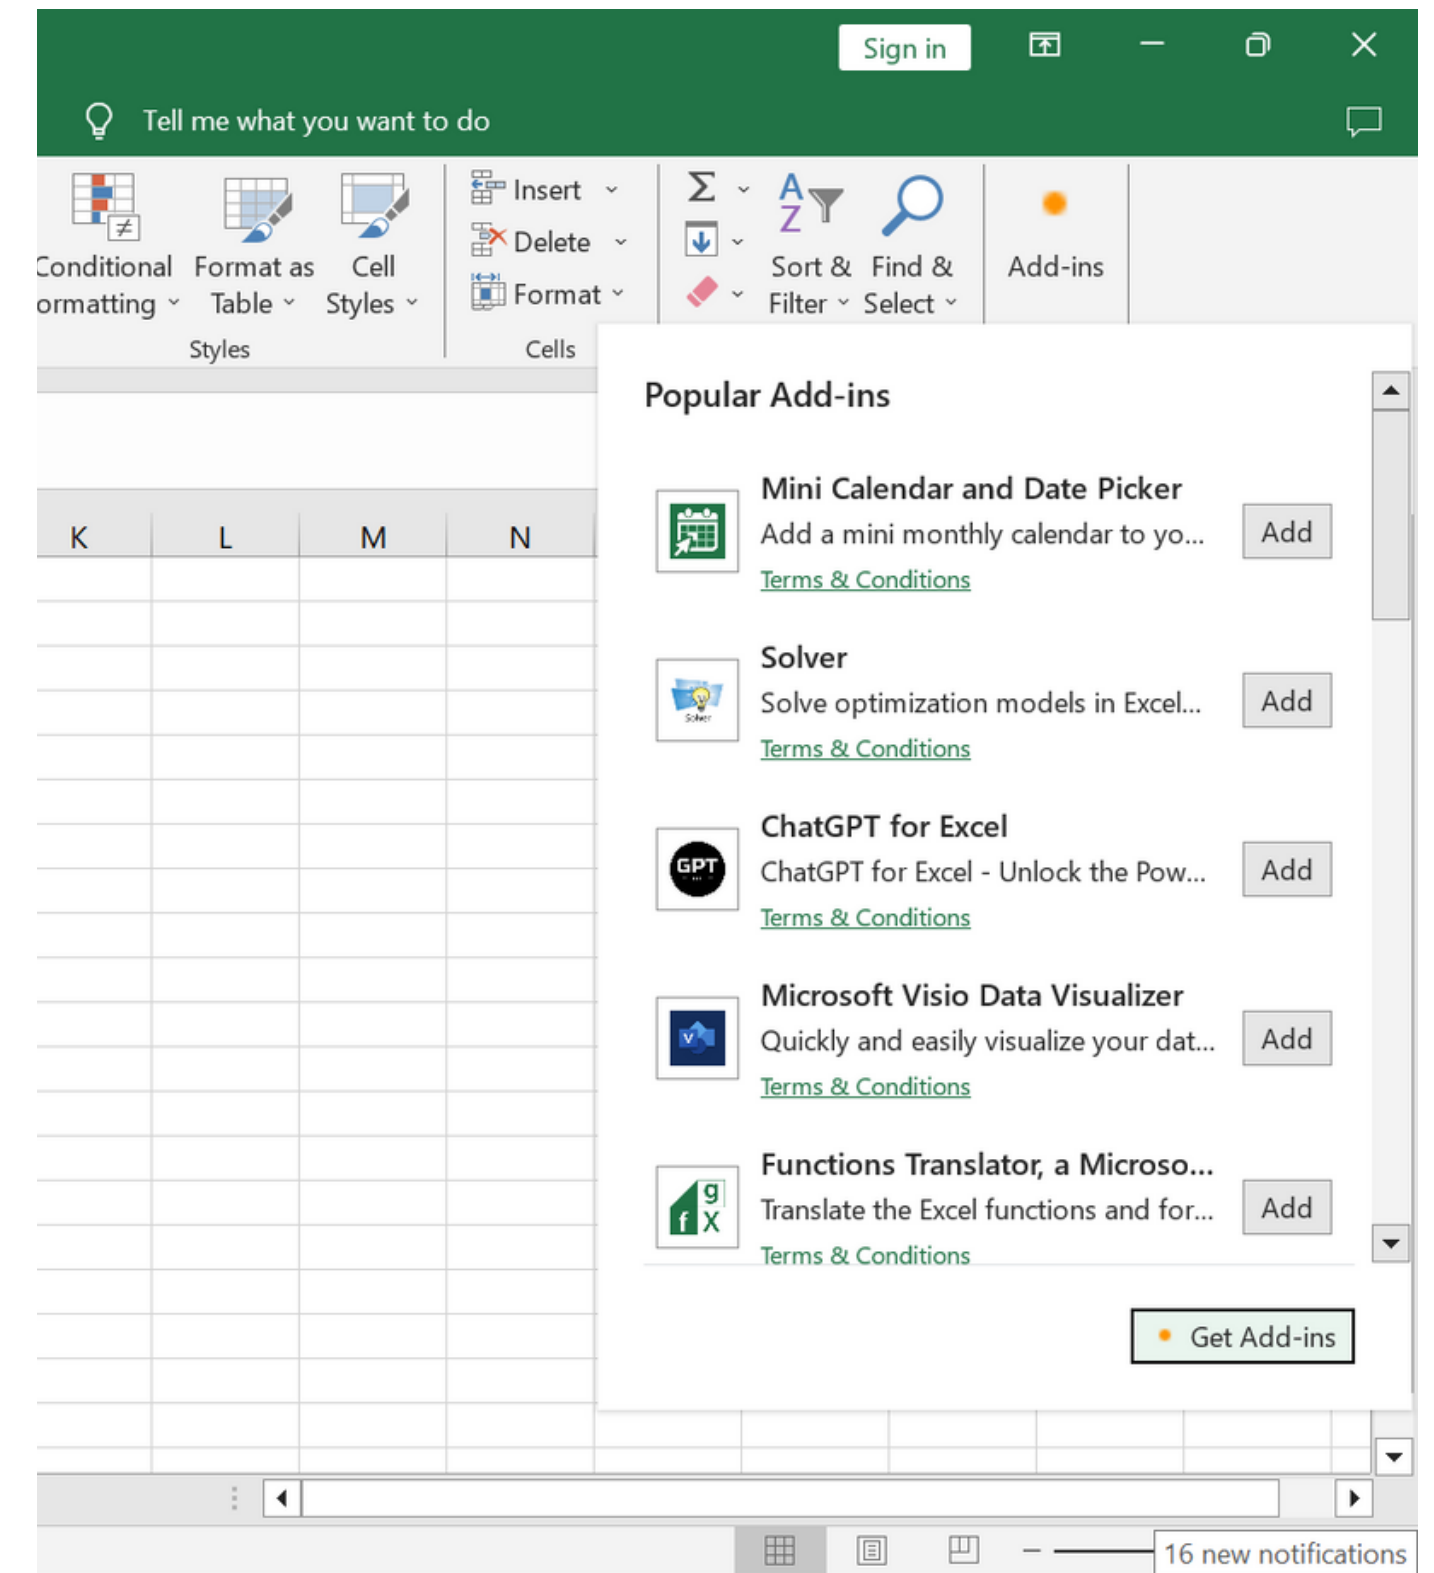 Sign in
Tell me what you want to do
Conditional
ormatting
Format as
Table
Cell
Styles
Styles
Insert
Delete
Format
Cells
Σ
A
Z
Sort &
Filter
Find &
Select
Add-ins
Popular Add-ins
Mini Calendar and Date Picker
Add a mini monthly calendar to yo...
Terms & Conditions
Add
Solver
Solver
Solve optimization models in Excel...
Terms & Conditions
Add
GPT
ChatGPT for Excel
ChatGPT for Excel - Unlock the Pow...
Terms & Conditions
Add
V
Microsoft Visio Data Visualizer
Quickly and easily visualize your dat...
Terms & Conditions
Add
g
f X
Functions Translator, a Microso...
Translate the Excel functions and for...
Terms & Conditions
Add
Get Add-ins
K L M N
16 new notifications